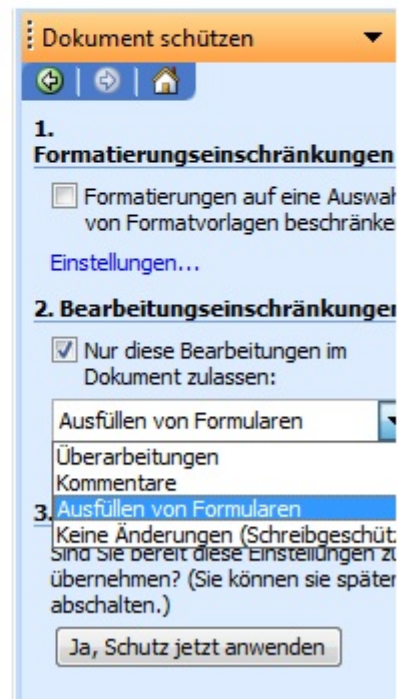 Dokument schützen
1.
Formatierungseinschränkungen
Formatierungen auf eine Auswah
von Formatvorlagen beschränke
Einstellungen...
2. Bearbeitungseinschränkunger
Nur diese Bearbeitungen im
Dokument zulassen:
Ausfüllen von Formularen
Überarbeitungen
Kommentare
3.
Ausfüllen von Formularen
Keine Änderungen (Schreibgeschütz
Sind Sie bereit diese Einstellungen zu
übernehmen? (Sie können sie später
abschalten.)
Ja, Schutz jetzt anwenden